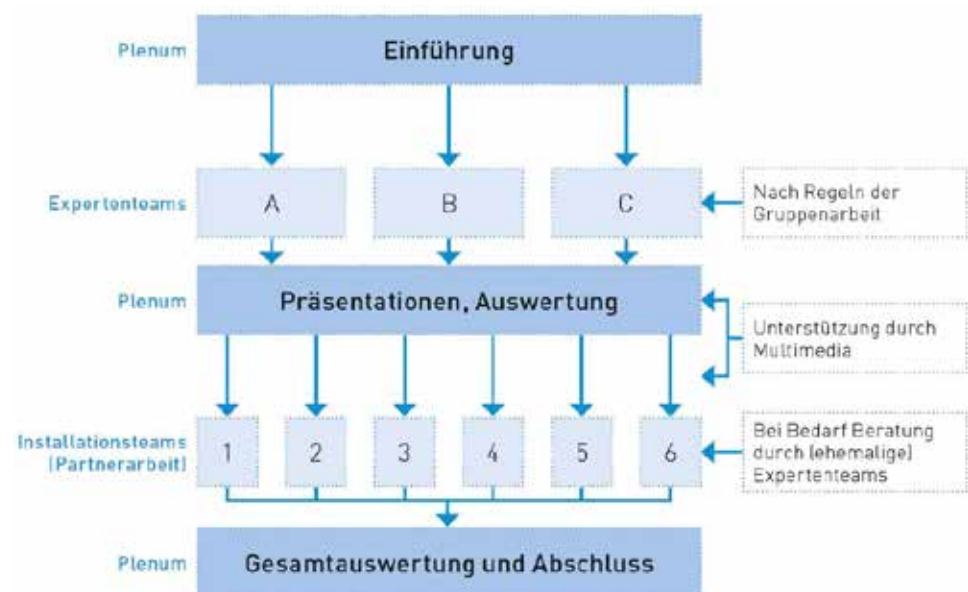 Plenum
Einführung
Expertenteams
A
B
C
Nach Regeln der
Gruppenarbeit
Plenum
Präsentationen, Auswertung
Unterstützung durch
Multimedia
Installationsteams
(Partnerarbeit)
1
2
3
4
5
6
Bei Bedarf Beratung
durch (ehemalige)
Expertenteams
Plenum
Gesamtauswertung und Abschluss